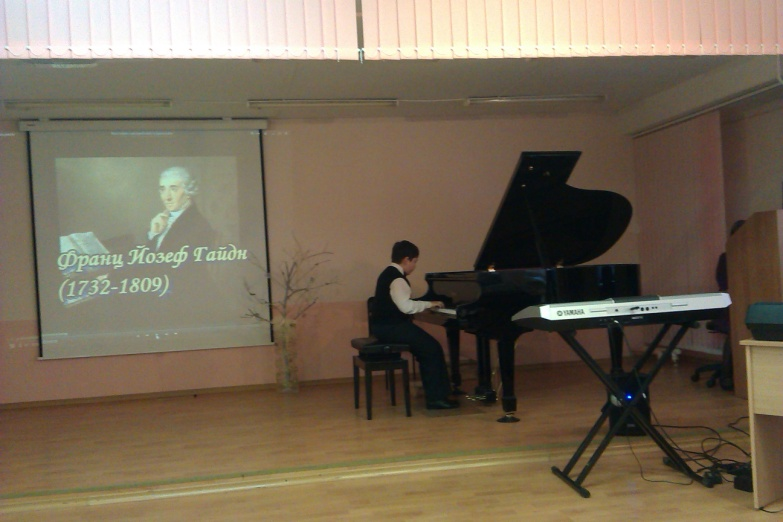 Франц Йозеф Гайдн
(1732-1809)
YAMAHA